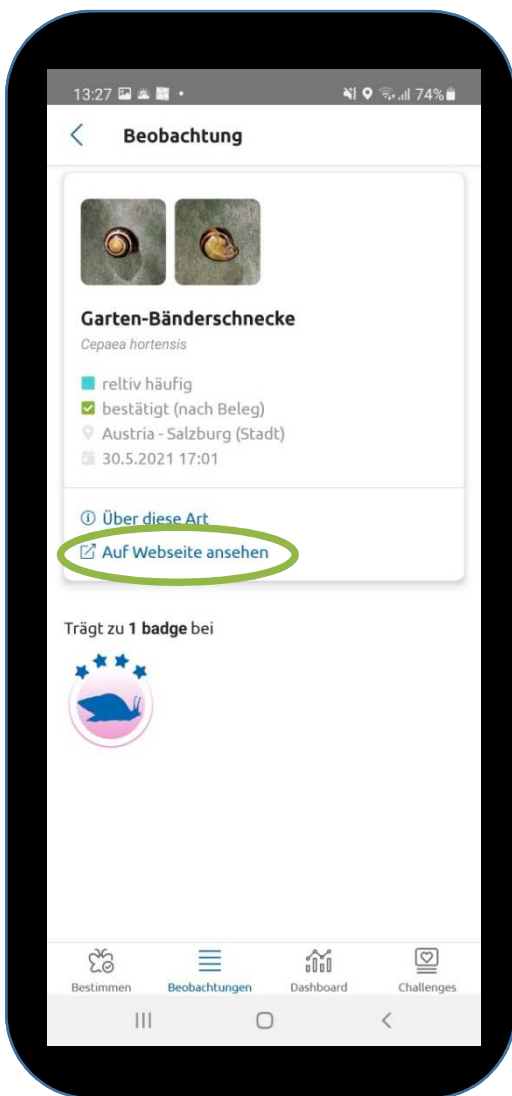 13:27
74%
Beobachtung
Garten-Bänderschnecke
Cepaea hortensis
reltiv häufig
bestätigt (nach Beleg)
Austria - Salzburg (Stadt)
30.5.2021 17:01
Über diese Art
Auf Webseite ansehen
Trägt zu 1 badge bei
Bestimmen Beobachtungen Dashboard Challenges